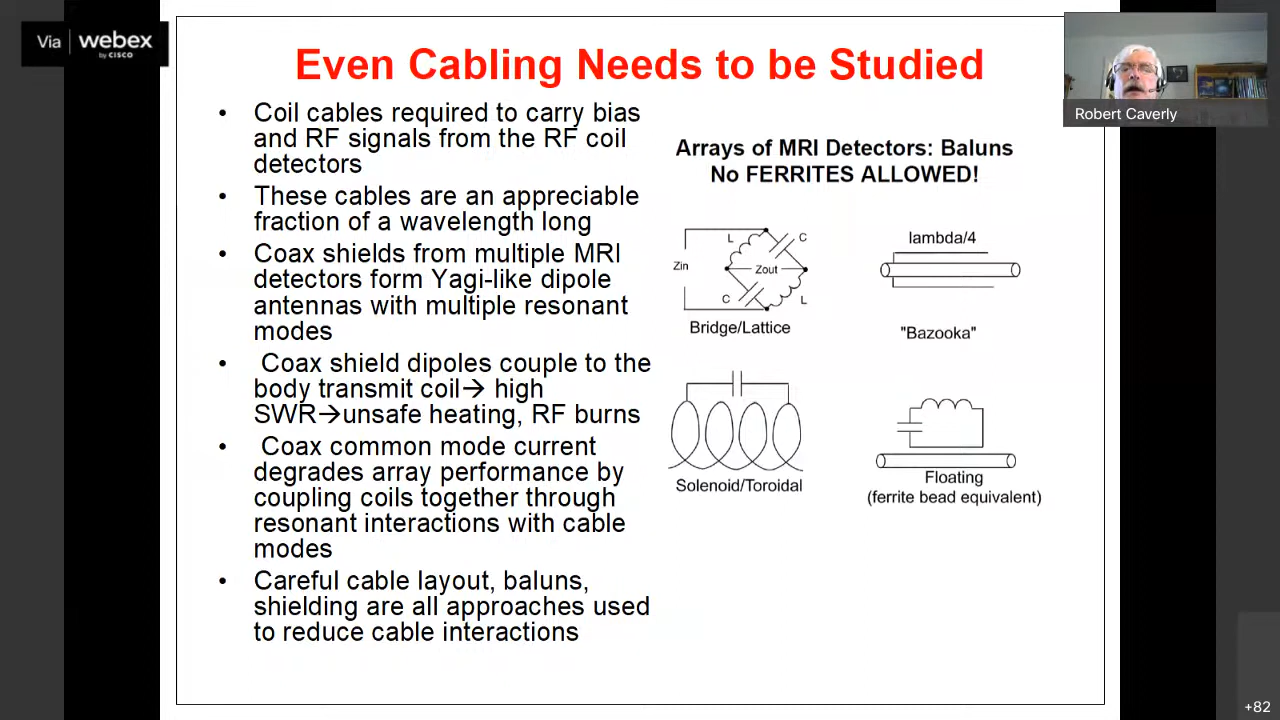 Via webex
by CISCO
Even Cabling Needs to be Studied
Robert Caverly
• Coil cables required to carry bias
and RF signals from the RF coil
detectors
• These cables are an appreciable
fraction of a wavelength long
• Coax shields from multiple MRI
detectors form Yagi-like dipole
antennas with multiple resonant
modes
• Coax shield dipoles couple to the
body transmit coil→ high
SWR→unsafe heating, RF burns
• Coax common mode current
degrades array performance by
coupling coils together through
resonant interactions with cable
modes
• Careful cable layout, baluns,
shielding are all approaches used
to reduce cable interactions
Arrays of MRI Detectors: Baluns
No FERRITES ALLOWED!
L C
Zin Zout
C L
Bridge/Lattice
lambda/4
"Bazooka"
Solenoid/Toroidal
Floating
(ferrite bead equivalent)
+82